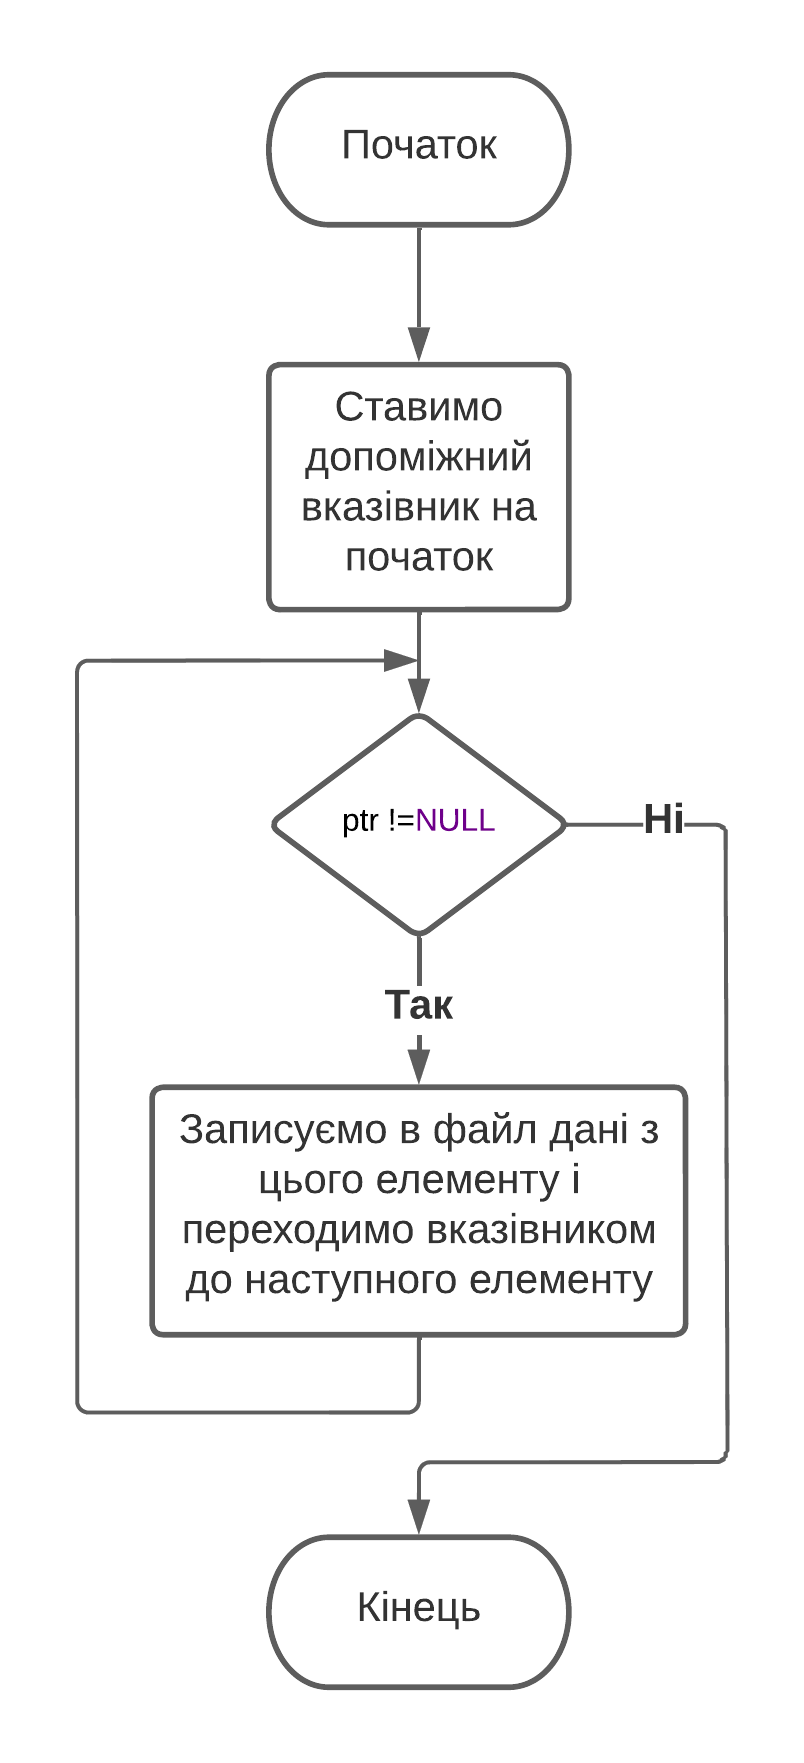 Початок
Ставимо
допоміжний
вказівник на
початок
ptr !=NULL
Ні
Так
Записуємо в файл дані з
цього елементу і
переходимо вказівником
до наступного елементу
Кінець